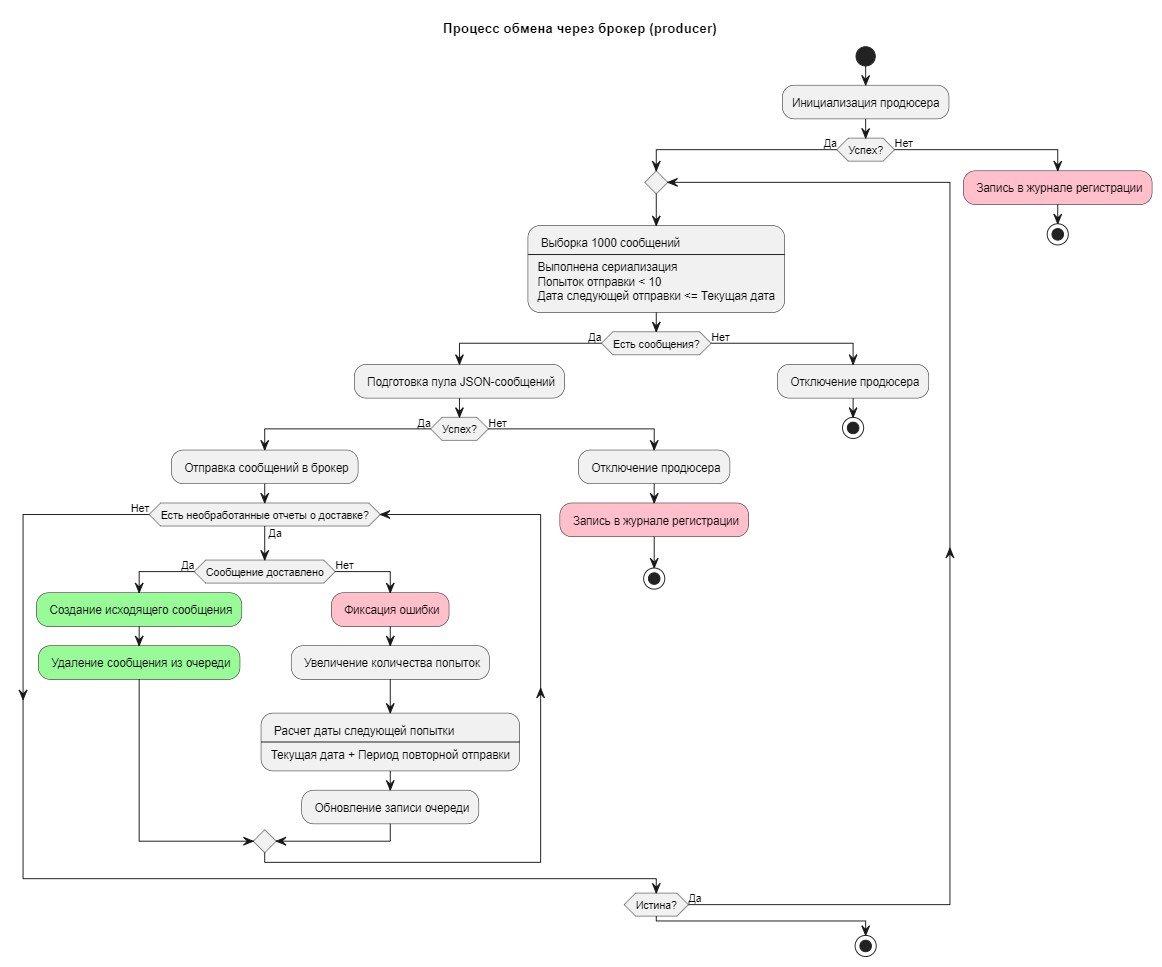 Процесс обмена через брокер (producer)
Инициализация продюсера
Да
Успех?
Нет
Запись в журнале регистрации
Выборка 1000 сообщений
Выполнена сериализация
Попыток отправки < 10
Дата следующей отправки <= Текущая дата
Да
Есть сообщения?
Нет
Подготовка пула JSON-сообщений
Отключение продюсера
Да
Успех?
Нет
Отправка сообщений в брокер
Отключение продюсера
Запись в журнале регистрации
Нет
Есть необработанные отчеты о доставке?
Да
Да
Сообщение доставлено
Нет
Создание исходящего сообщения
Фиксация ошибки
Удаление сообщения из очереди
Увеличение количества попыток
Расчет даты следующей попытки
Текущая дата + Период повторной отправки
Обновление записи очереди
Истина?
Да